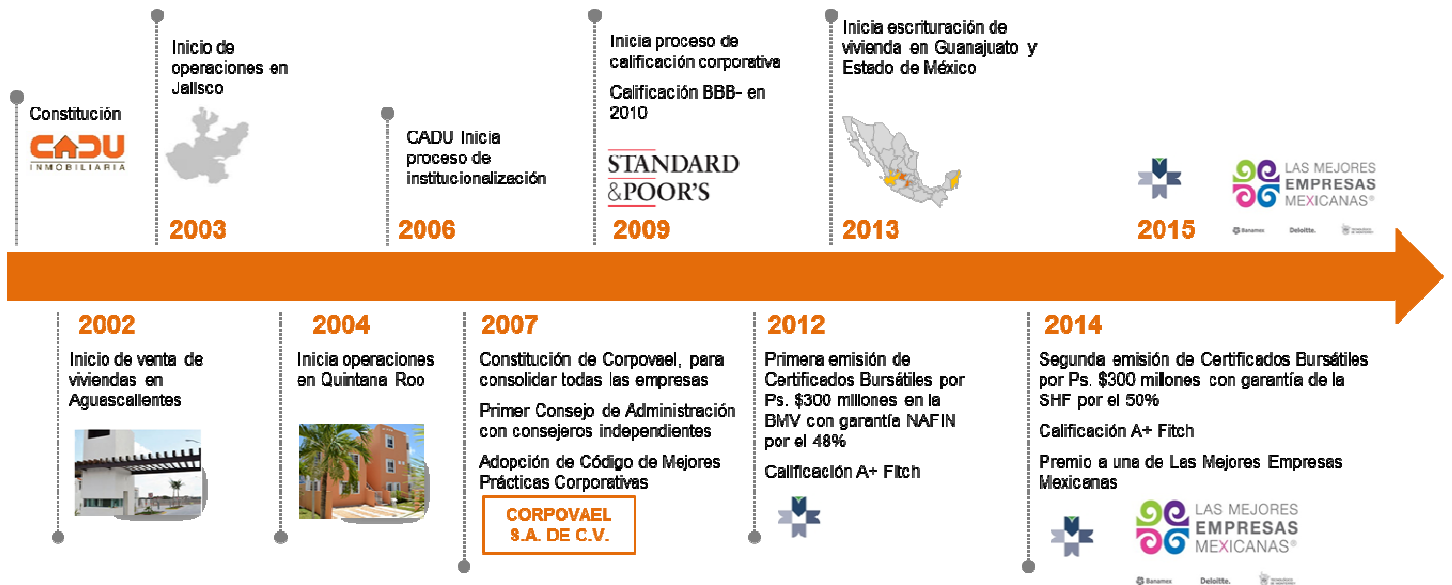 Constitución
CADU
INMOBILIARIA
Inicio de
operaciones en
Jalisco
2003
CADU Inicia
proceso de
institucionalización
2006
Inicia proceso de
calificación corporativa
Calificación BBB- en
2010
STANDARD
&POOR'S
2009
Inicia escrituración de
vivienda en Guanajuato y
Estado de México
2013
2015
LAS MEJORES
EMPRESAS
MEXICANAS®
Banamex
Deloitte.
2002
Inicio de venta de
viviendas en
Aguascalientes
2004
Inicia operaciones
en Quintana Roo
2007
Constitución de Corpovael, para
consolidar todas las empresas
Primer Consejo de Administración
con consejeros independientes
Adopción de Código de Mejores
Prácticas Corporativas
CORPOVAEL
S.A. DE C.V.
2012
Primera emisión de
Certificados Bursátiles por
Ps. $300 millones en la
BMV con garantía NAFIN
por el 48%
Calificación A+ Fitch
2014
Segunda emisión de Certificados Bursátiles
por Ps. $300 millones con garantía de la
SHF por el 50%
Calificación A+ Fitch
Premio a una de Las Mejores Empresas
Mexicanas
LAS MEJORES
EMPRESAS
MEXICANAS®
Banamex
Deloitte.